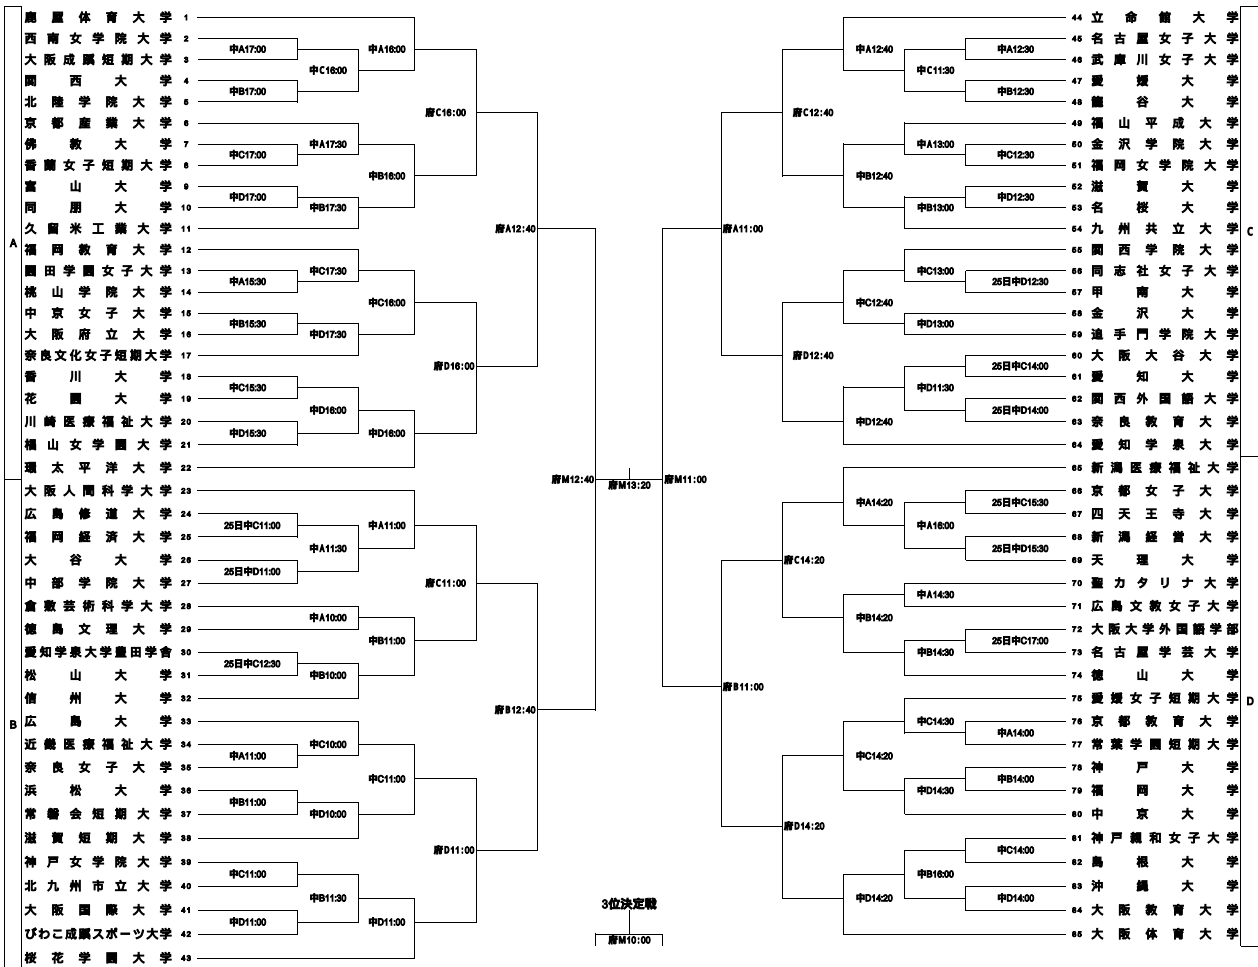 A
B
鹿屋体育大学 1
西南女学院大学 2
大阪成蹊短期大学 3
関西大学 4
北陸学院大学 5
京都産業大学 6
佛教大学 7
香蘭女子短期大学 8
富山大学 9
同朋大学 10
久留米工業大学 11
福岡教育大学 12
園田学園女子大学 13
桃山学院大学 14
中京女子大学 15
大阪府立大学 16
奈良文化女子短期大学 17
香川大学 18
花園大学 19
川崎医療福祉大学 20
福山女学園大学 21
環太平洋大学 22
大阪人間科学大学 23
広島修道大学 24
福岡経済大学 25
大谷大学 26
中部学院大学 27
倉敷芸術科学大学 28
徳島文理大学 29
愛知学泉大学豊田学舎 30
松山大学 31
信州大学 32
広島大学 33
近畿医療福祉大学 34
奈良女子大学 35
浜松大学 36
常磐会短期大学 37
滋賀短期大学 38
神戸女学院大学 39
北九州市立大学 40
大阪国際大学 41
びわこ成蹊スポーツ大学 42
桜花学園大学 43
中A17:00
中B17:00
中C17:00
中D17:00
中A15:30
中B15:30
中C15:30
中D15:30
25日中C11:00
25日中D11:00
25日中C12:30
中A11:00
中B11:00
中C11:00
中D11:00
中C16:00
中A17:30
中B17:30
中C17:30
中D17:30
中D16:00
中A11:30
中A10:00
中B10:00
中C10:00
中D10:00
中B11:30
中A16:00
中B16:00
中C16:00
中D16:00
中A11:00
中B11:00
中C11:00
中D11:00
府C16:00
府D16:00
府C11:00
府D11:00
府A12:40
府B12:40
府M12:40
府M13:20
府M11:00
3位決定戦
府M10:00
府A11:00
府B11:00
府C12:40
府D12:40
府C14:20
府D14:20
中A12:40
中B12:40
中C12:40
中D12:40
中A14:20
中B14:20
中C14:20
中D14:20
中C11:30
中A13:00
中B13:00
中C13:00
中D13:00
中D11:30
中A16:00
中A14:30
中B14:30
中C14:30
中D14:30
中B16:00
中A12:30
中B12:30
中C12:30
中D12:30
25日中D12:30
25日中C14:00
25日中D14:00
25日中C15:30
25日中D15:30
25日中C17:00
中A14:00
中B14:00
中C14:00
中D14:00
44 立命館大学
45 名古屋女子大学
46 武庫川女子大学
47 愛媛大学
48 龍谷大学
49 福山平成大学
50 金沢学院大学
51 福岡女学院大学
52 滋賀大学
53 名桜大学
54 九州共立大学
55 関西学院大学
56 同志社女子大学
57 甲南大学
58 金沢大学
59 追手門学院大学
60 大阪大谷大学
61 愛知大学
62 関西外国語大学
63 奈良教育大学
64 愛知学泉大学
65 新潟医療福祉大学
66 京都女子大学
67 四天王寺大学
68 新潟経営大学
69 天理大学
70 聖カタリナ大学
71 広島文教女子大学
72 大阪大学外国語学部
73 名古屋学芸大学
74 徳山大学
75 愛媛女子短期大学
76 京都教育大学
77 常葉学園短期大学
78 神戸大学
79 福岡大学
80 中京大学
81 神戸親和女子大学
82 島根大学
83 沖縄大学
84 大阪教育大学
85 大阪体育大学
C
D